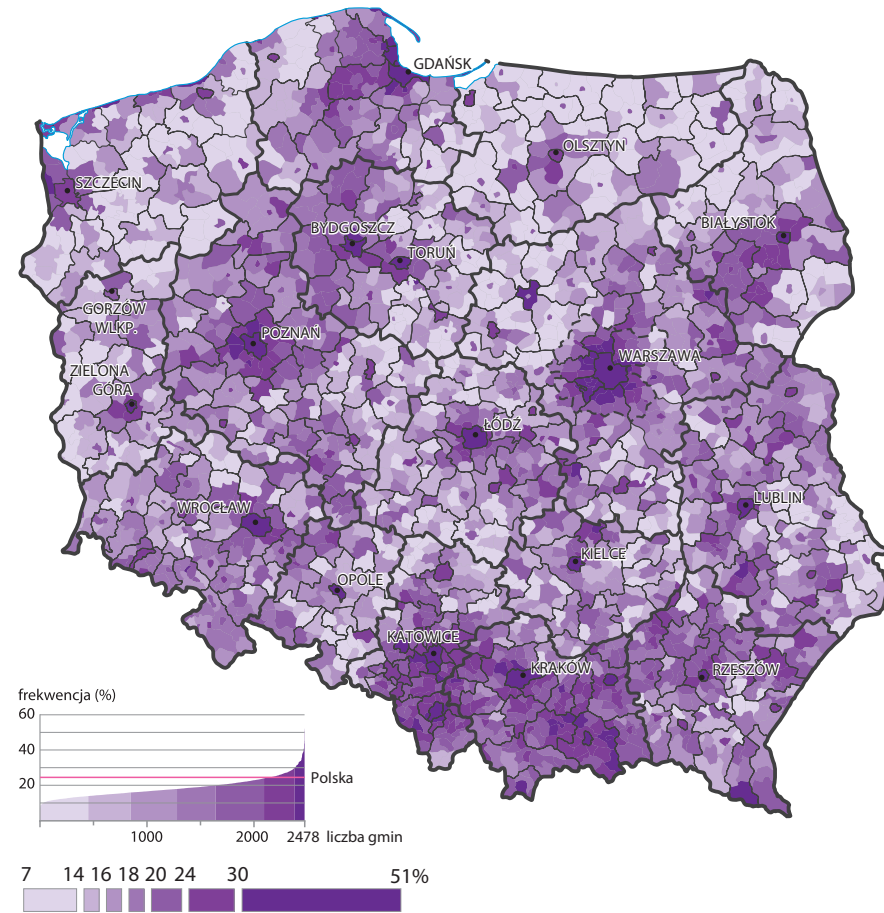 GDAŃSK
OLSZTYN
SZCZECIN
BIAŁYSTOK
BYDGOSZCZ
TORUŃ
GORZÓW
WLKP.
POZNAŃ
WARSZAWA
ZIELONA
GÓRA
ŁÓDŹ
WROCŁAW
LUBLIN
KIELCE
OPOLE
KATOWICE
KRAKÓW
RZESZÓW
frekwencja (%)
60
40
20
Polska
1000 2000 2478 liczba gmin
7 14 16 18 20 24 30 51%